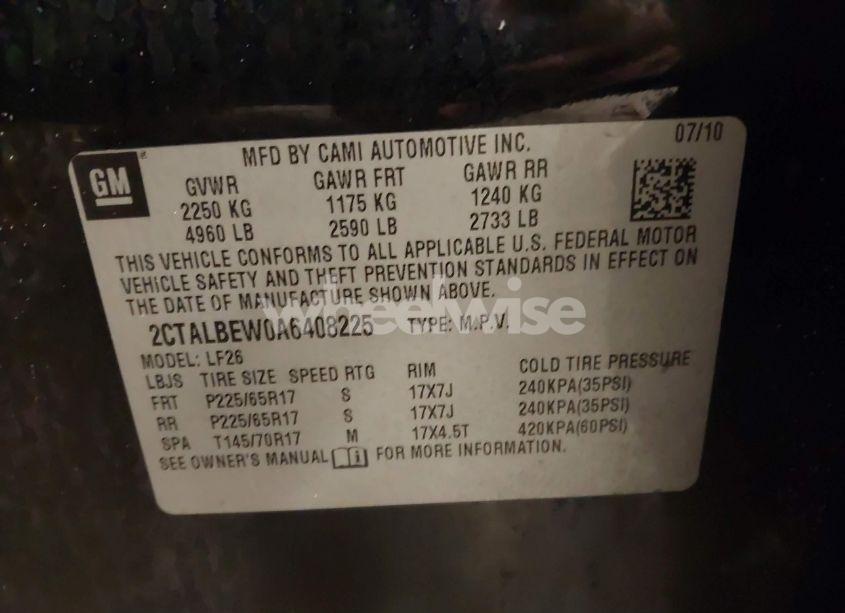 GM
MFD BY CAMI AUTOMOTIVE INC.
07/10
GVWR GAWR FRT GAWR RR
2250 KG 1175 KG 1240 KG
4960 LB 2590 LB 2733 LB
THIS VEHICLE CONFORMS TO ALL APPLICABLE U.S. FEDERAL MOTOR
VEHICLE SAFETY AND THEFT PREVENTION STANDARDS IN EFFECT ON
THE DATE OF MANUFACTURE SHOWN ABOVE.
wheelwise
2CTALBEW0A6408225 TYPE: M.P.V.
MODEL: LF26
LBJS TIRE SIZE SPEED RTG RIM COLD TIRE PRESSURE
FRT P225/65R17 S 17X7J 240KPA(35PSI)
RR P225/65R17 S 17X7J 240KPA(35PSI)
SPA T145/70R17 M 17X4.5T 420KPA(60PSI)
SEE OWNER'S MANUAL i FOR MORE INFORMATION.